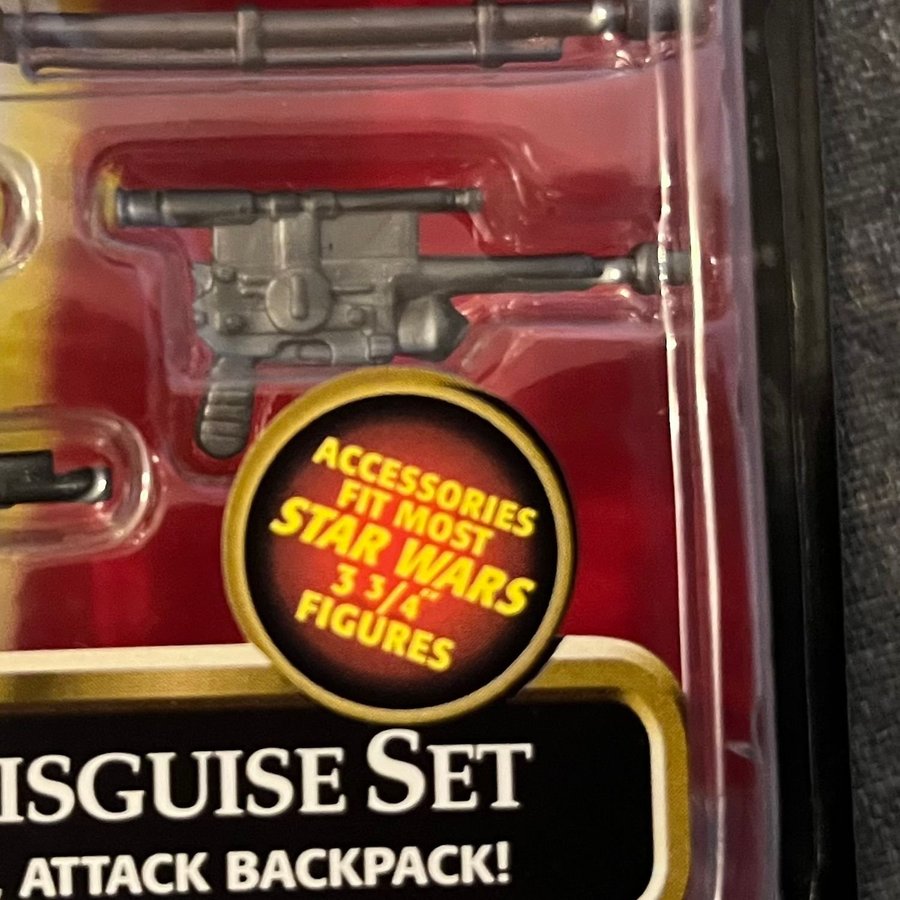 ACCESSORIES
FIT MOST
STAR WARS
3 3/4"
FIGURES
ISGUISE SET
ATTACK BACKPACK!